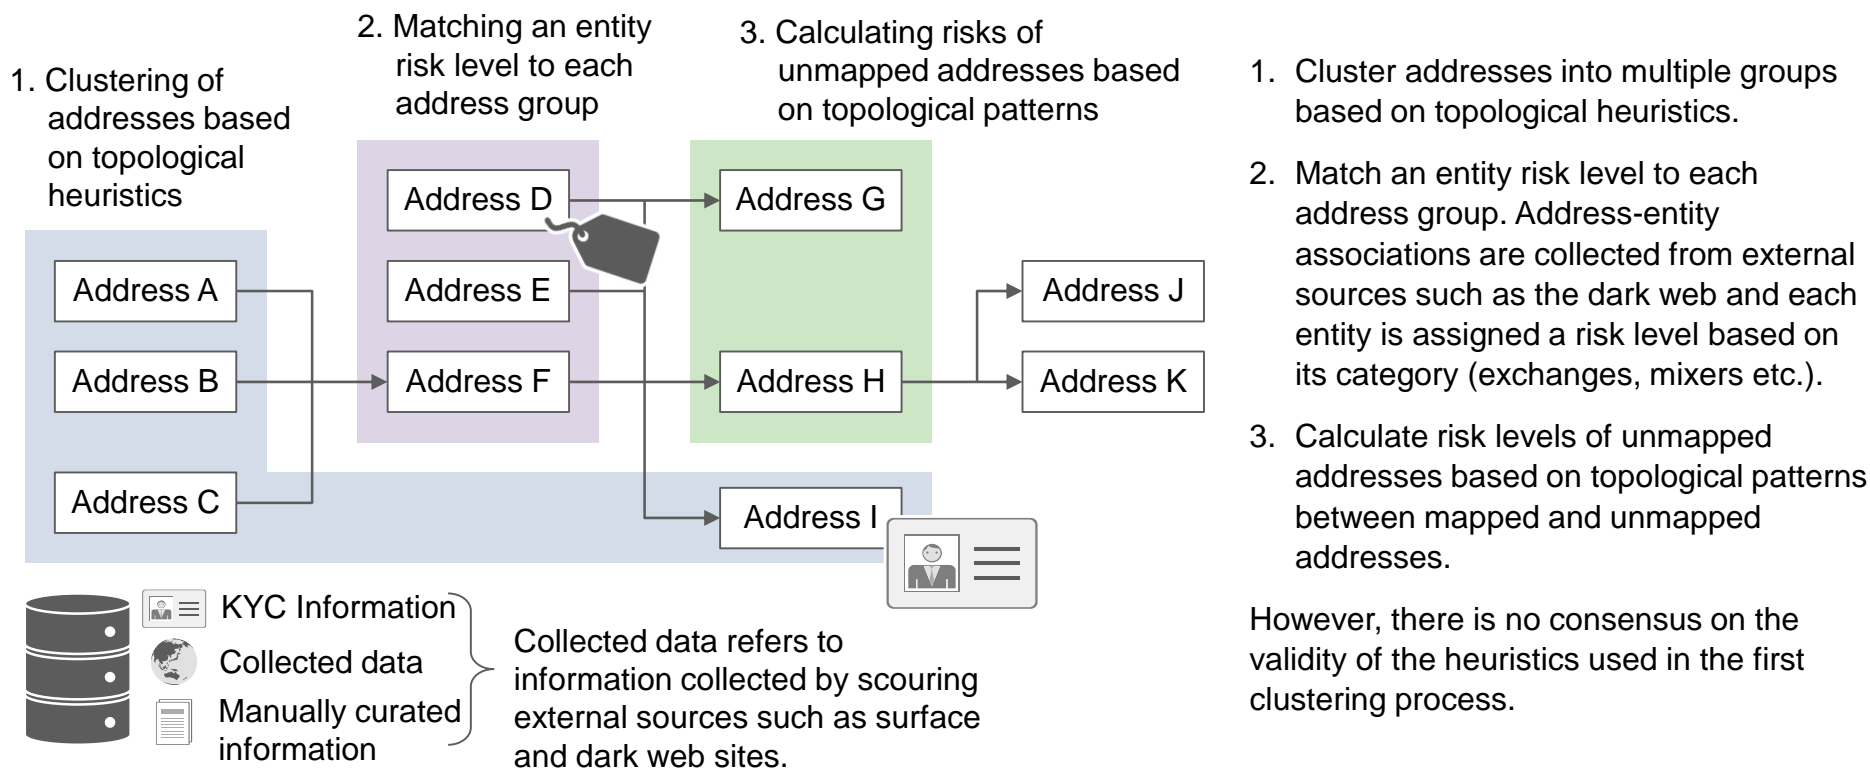 1. Clustering of
addresses based
on topological
heuristics
2. Matching an entity
risk level to each
address group
3. Calculating risks of
unmapped addresses based
on topological patterns
Address A
Address B
Address C
Address D
Address E
Address F
Address G
Address H
Address I
Address J
Address K
KYC Information
Collected data
Manually curated
information
Collected data refers to
information collected by scouring
external sources such as surface
and dark web sites.
1. Cluster addresses into multiple groups
based on topological heuristics.
2. Match an entity risk level to each
address group. Address-entity
associations are collected from external
sources such as the dark web and each
entity is assigned a risk level based on
its category (exchanges, mixers etc.).
3. Calculate risk levels of unmapped
addresses based on topological patterns
between mapped and unmapped
addresses.
However, there is no consensus on the
validity of the heuristics used in the first
clustering process.